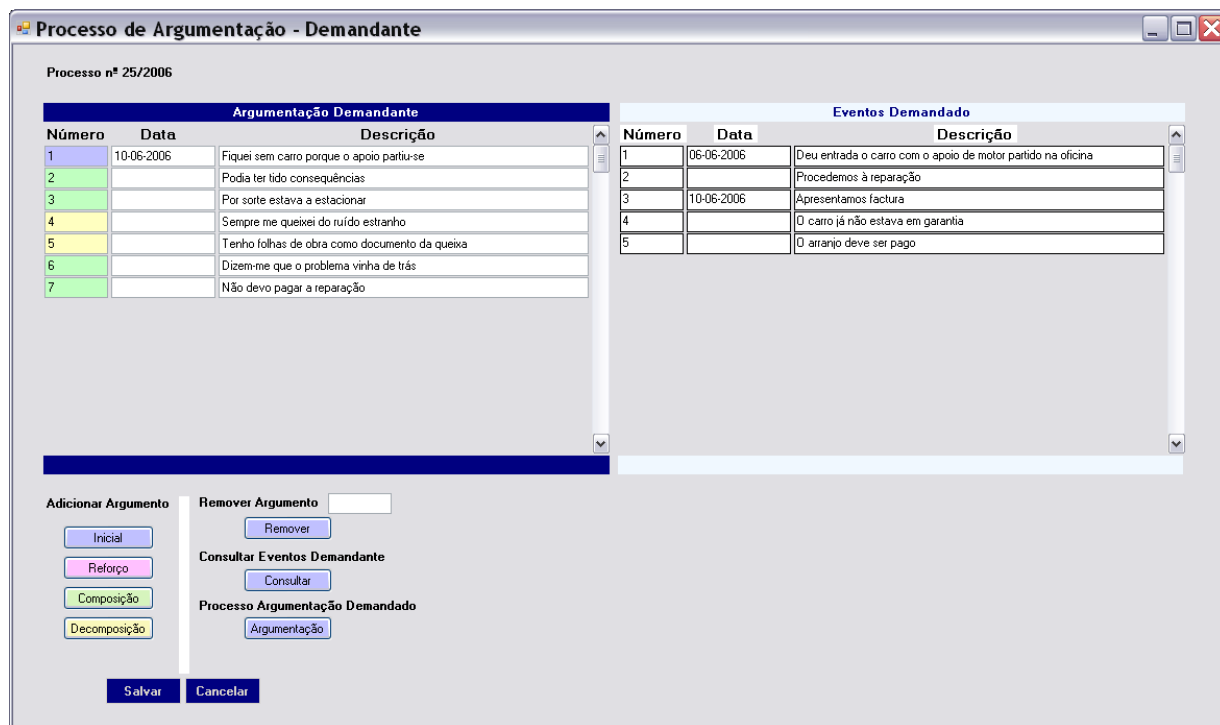 Processo de Argumentação - Demandante
Processo nº 25/2006
Argumentação Demandante
Número Data Descrição
1 10-06-2006 Fiquei sem carro porque o apoio partiu-se
2 Podia ter tido consequências
3 Por sorte estava a estacionar
4 Sempre me queixei do ruído estranho
5 Tenho folhas de obra como documento da queixa
6 Dizem-me que o problema vinha de trás
7 Não devo pagar a reparação
Eventos Demandado
Número Data Descrição
1 06-06-2006 Deu entrada o carro com o apoio de motor partido na oficina
2 Procedemos à reparação
3 10-06-2006 Apresentamos factura
4 O carro já não estava em garantia
5 O arranjo deve ser pago
Adicionar Argumento
Inicial
Reforço
Composição
Decomposição
Remover Argumento
Remover
Consultar Eventos Demandante
Consultar
Processo Argumentação Demandado
Argumentação
Salvar Cancelar